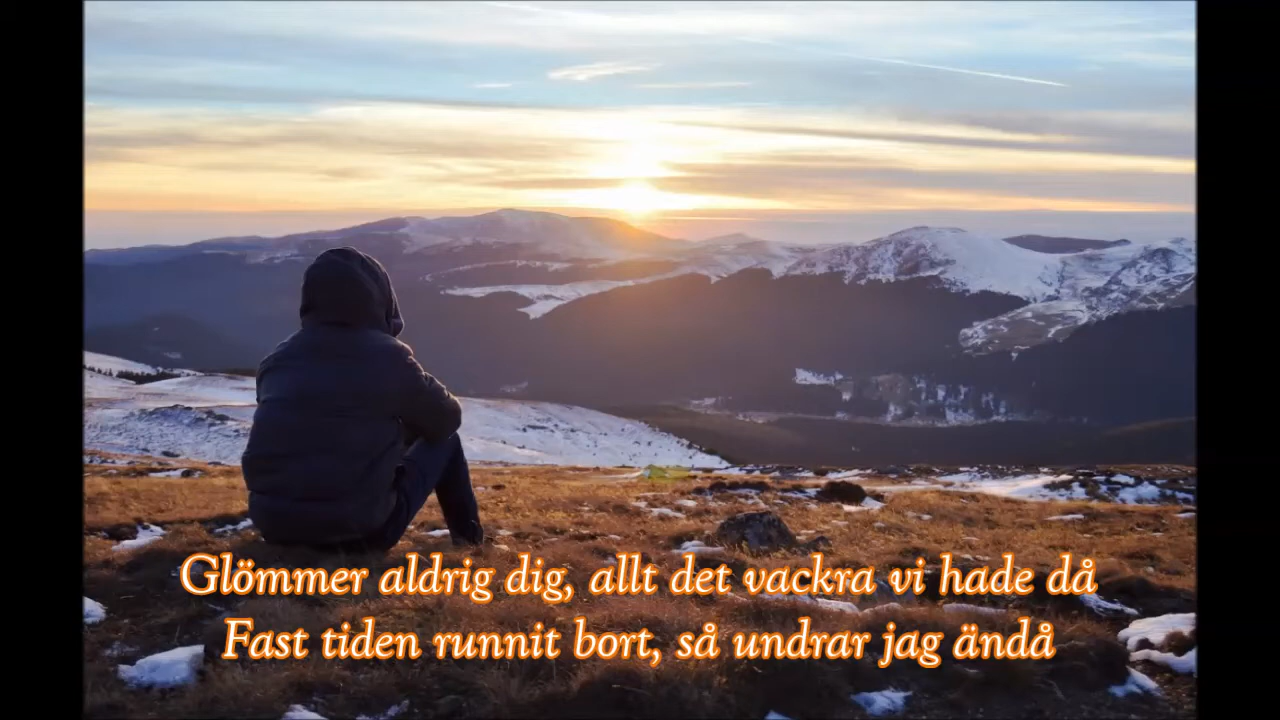 Glömmer aldrig dig, allt det vackra vi hade då
Fast tiden runnit bort, så undrar jag ändå